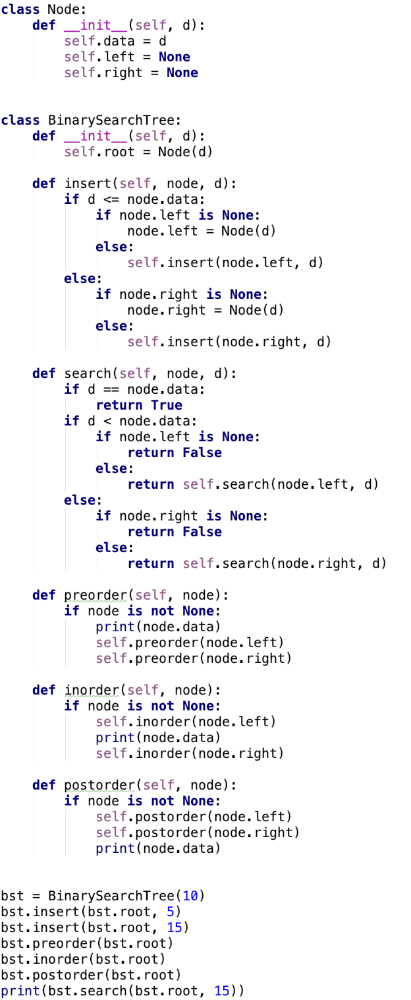 class Node:
    def __init__(self, d):
        self.data = d
        self.left = None
        self.right = None
class BinarySearchTree:
    def __init__(self, d):
        self.root = Node(d)
    def insert(self, node, d):
        if d <= node.data:
            if node.left is None:
                node.left = Node(d)
            else:
                self.insert(node.left, d)
        else:
            if node.right is None:
                node.right = Node(d)
            else:
                self.insert(node.right, d)
    def search(self, node, d):
        if d == node.data:
            return True
        if d < node.data:
            if node.left is None:
                return False
            else:
                return self.search(node.left, d)
        else:
            if node.right is None:
                return False
            else:
                return self.search(node.right, d)
    def preorder(self, node):
        if node is not None:
            print(node.data)
            self.preorder(node.left)
            self.preorder(node.right)
    def inorder(self, node):
        if node is not None:
            self.inorder(node.left)
            print(node.data)
            self.inorder(node.right)
    def postorder(self, node):
        if node is not None:
            self.postorder(node.left)
            self.postorder(node.right)
            print(node.data)
bst = BinarySearchTree(10)
bst.insert(bst.root, 5)
bst.insert(bst.root, 15)
bst.preorder(bst.root)
bst.inorder(bst.root)
bst.postorder(bst.root)
print(bst.search(bst.root, 15))